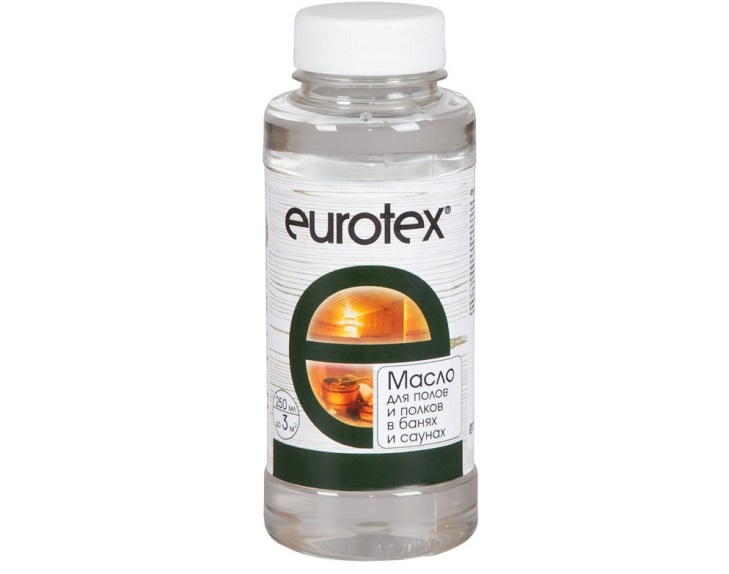 eurotex®
Масло
для полов
и полков
в банях
и саунах
250 мл
до 3 м²